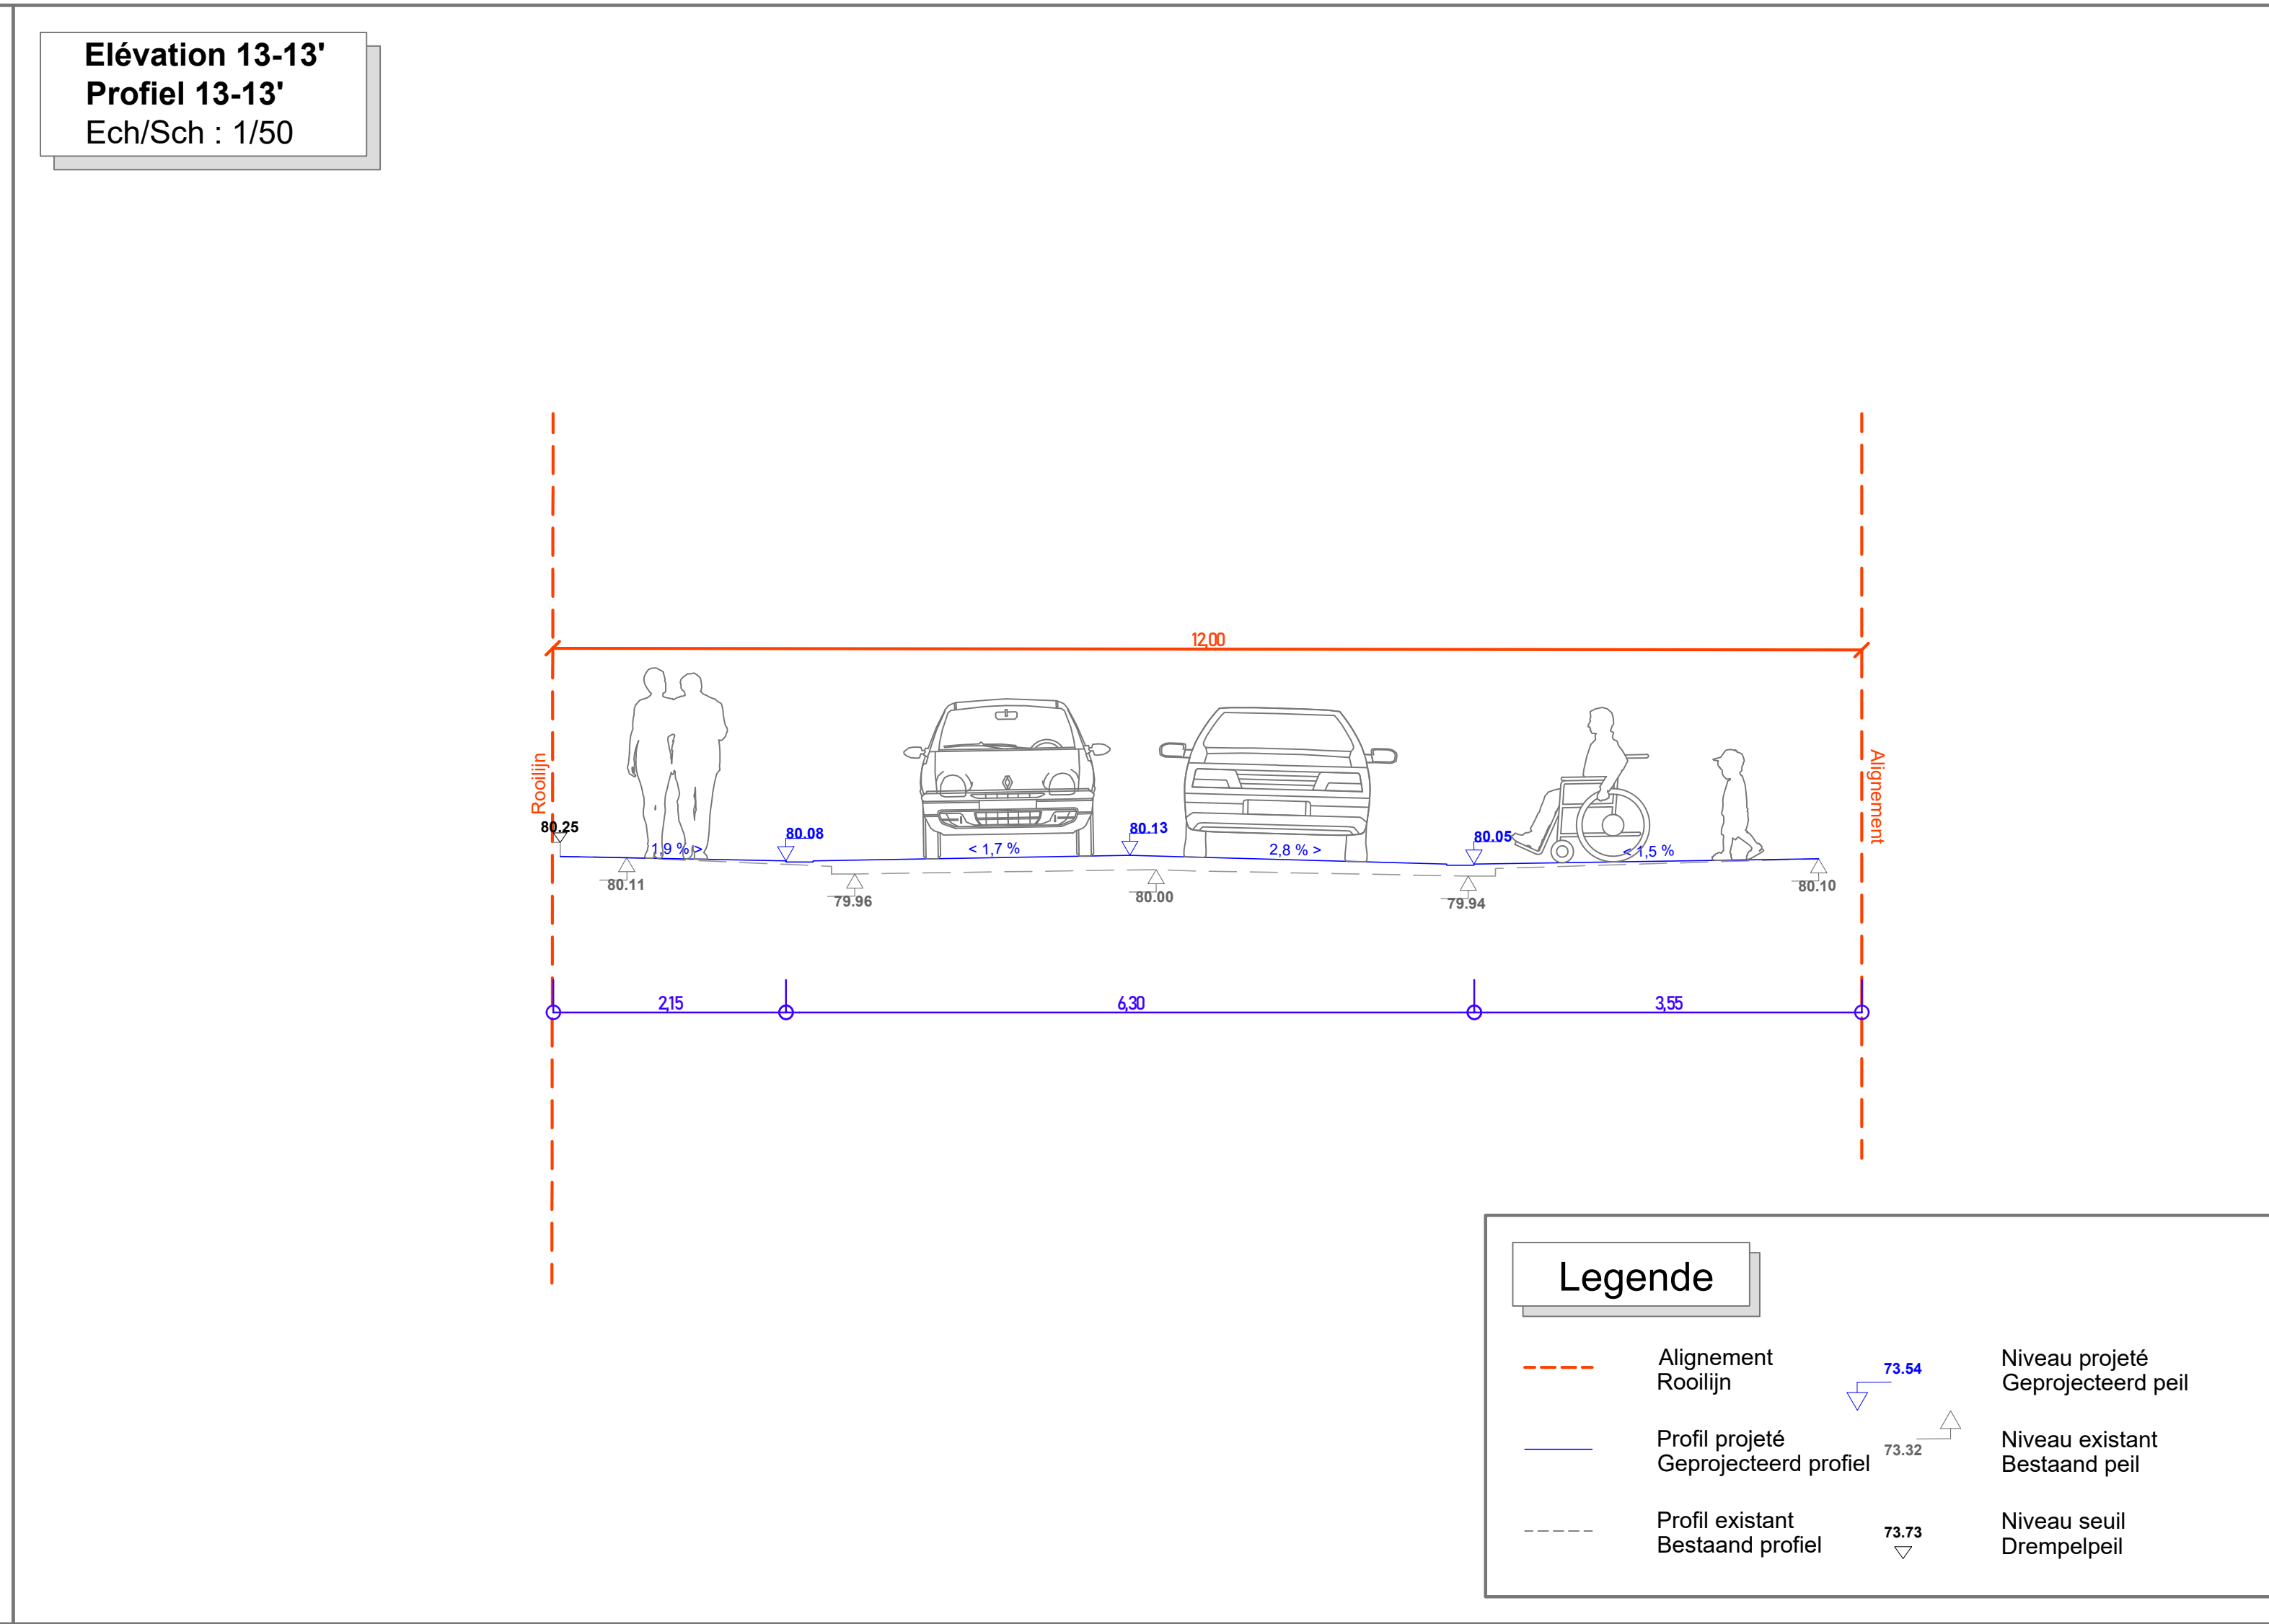 Elévation 13-13'
Profiel 13-13'
Ech/Sch : 1/50
12,00
Rooilijn
Alignement
80.25
80.08
80.13
80.05
1,9 % >
< 1,7 %
2,8 % >
< 1,5 %
80.11
79.96
80.00
79.94
80.10
2,15
6,30
3,55
Legende
Alignement
Rooilijn
73.54
Niveau projeté
Geprojecteerd peil
Profil projeté
Geprojecteerd profiel
73.32
Niveau existant
Bestaand peil
Profil existant
Bestaand profiel
73.73
Niveau seuil
Drempelpeil